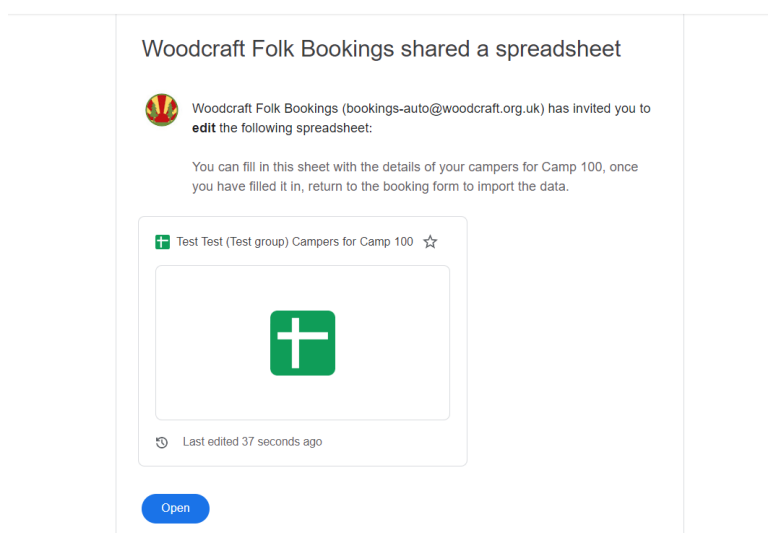 Woodcraft Folk Bookings shared a spreadsheet
Woodcraft Folk Bookings (bookings-auto@woodcraft.org.uk) has invited you to
edit the following spreadsheet:
You can fill in this sheet with the details of your campers for Camp 100, once
you have filled it in, return to the booking form to import the data.
Test Test (Test group) Campers for Camp 100
Last edited 37 seconds ago
Open